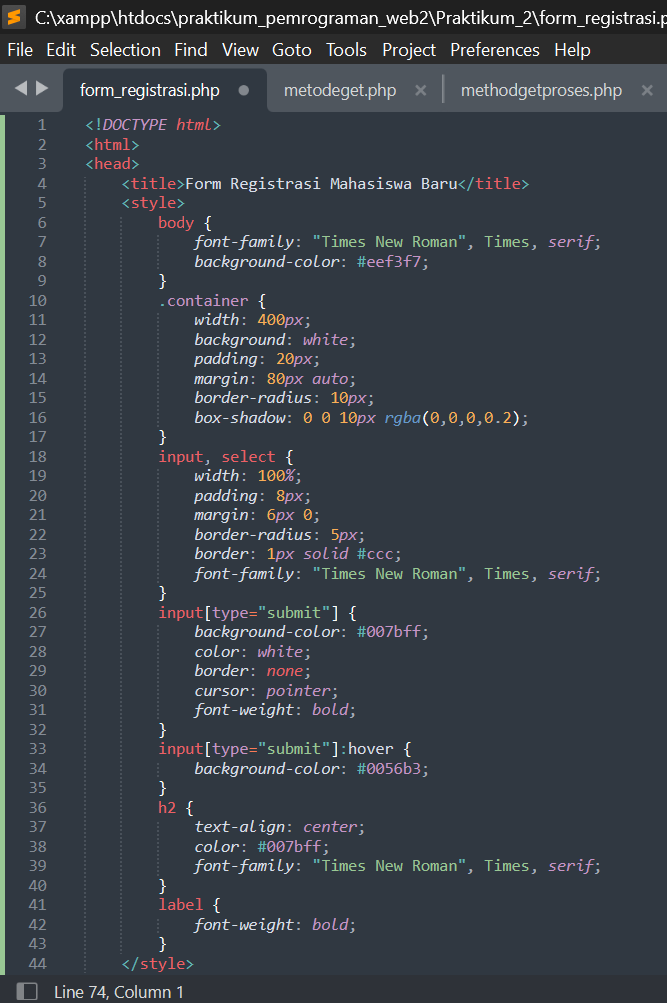 C:\xampp\htdocs\praktikum_pemrograman_web2\Praktikum_2\form_registrasi.p
File Edit Selection Find View Goto Tools Project Preferences Help
form_registrasi.php metodeget.php methodgetproses.php
1 <!DOCTYPE html>
2 <html>
3 <head>
4 <title>Form Registrasi Mahasiswa Baru</title>
5 <style>
6 body {
7 font-family: "Times New Roman", Times, serif;
8 background-color: #eef3f7;
9 }
10 .container {
11 width: 400px;
12 background: white;
13 padding: 20px;
14 margin: 80px auto;
15 border-radius: 10px;
16 box-shadow: 0 0 10px rgba(0,0,0,0.2);
17 }
18 input, select {
19 width: 100%;
20 padding: 8px;
21 margin: 6px 0;
22 border-radius: 5px;
23 border: 1px solid #ccc;
24 font-family: "Times New Roman", Times, serif;
25 }
26 input[type="submit"] {
27 background-color: #007bff;
28 color: white;
29 border: none;
30 cursor: pointer;
31 font-weight: bold;
32 }
33 input[type="submit"]:hover {
34 background-color: #0056b3;
35 }
36 h2 {
37 text-align: center;
38 color: #007bff;
39 font-family: "Times New Roman", Times, serif;
40 }
41 label {
42 font-weight: bold;
43 }
44 </style>
Line 74, Column 1